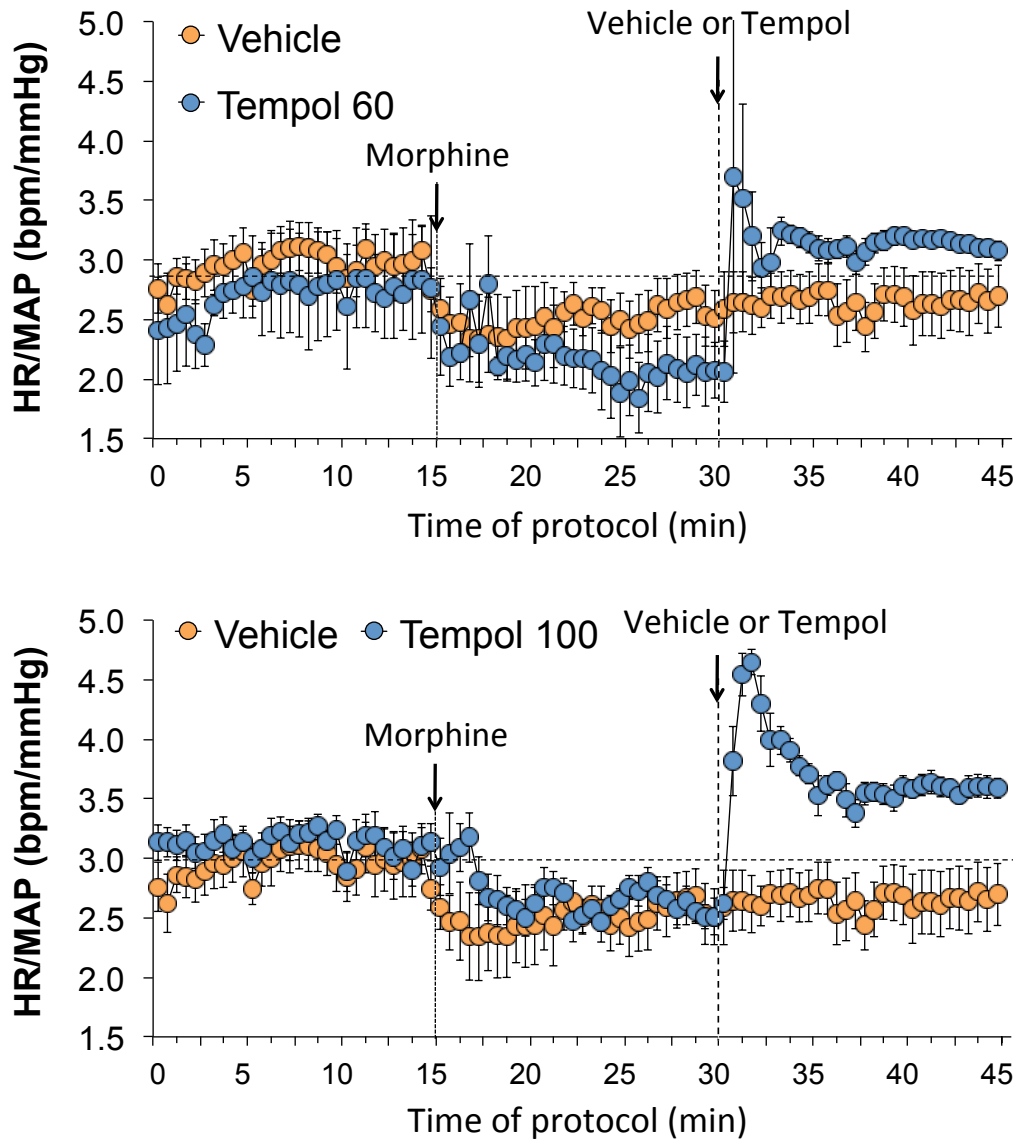 HR/MAP (bpm/mmHg)
5.0
4.5
4.0
3.5
3.0
2.5
2.0
1.5
Vehicle
Tempol 60
Morphine
Vehicle or Tempol
0 5 10 15 20 25 30 35 40 45
Time of protocol (min)
HR/MAP (bpm/mmHg)
5.0
4.5
4.0
3.5
3.0
2.5
2.0
1.5
Vehicle Tempol 100
Morphine
Vehicle or Tempol
0 5 10 15 20 25 30 35 40 45
Time of protocol (min)